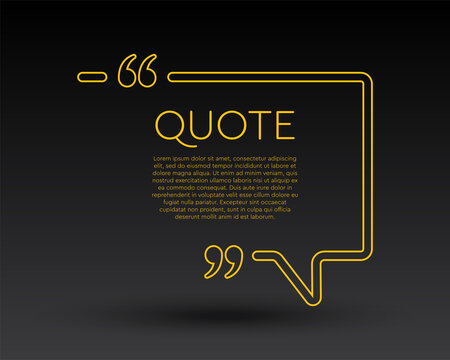 “
QUOTE
Lorem ipsum dolor sit amet, consectetur
adipiscing elit, sed do eiusmod tempor
incididunt ut labore et dolore magna
aliqua. Ut enim ad minim veniam, quis
nostrud exercitation ullamco laboris nisi
ut aliquip ex ea commodo consequat.
Duis aute irure dolor in reprehenderit in
voluptate velit esse cillum dolore eu
fugiat nulla pariatur. Excepteur sint
occaecat cupidatat non proident, sunt in
culpa qui officia deserunt mollit anim
id est laborum.
”